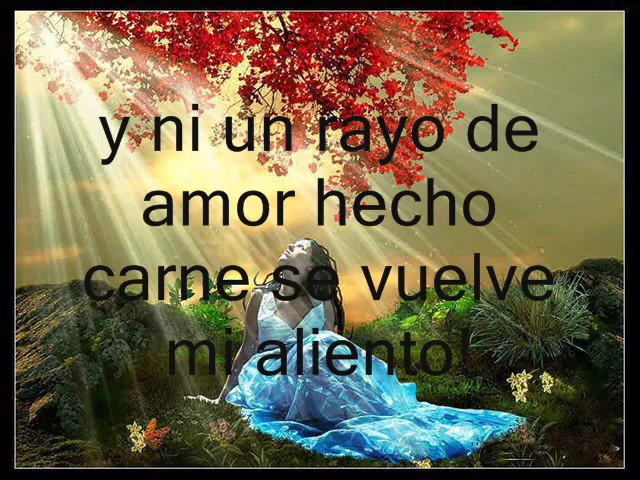 y ni un rayo de
amor hecho
carne se vuelve
mi aliento!